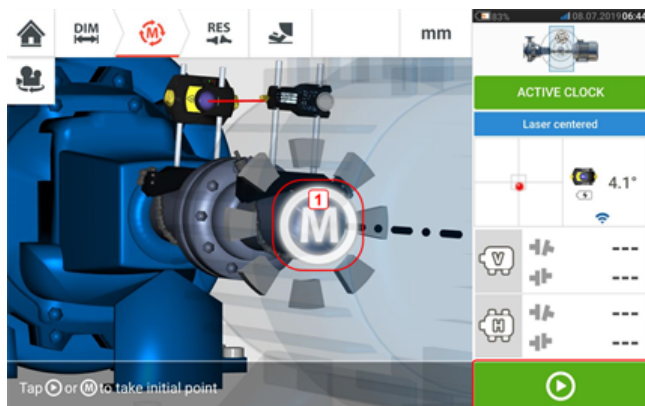 DIM
M
RES
mm
83%
08.07.2019 06:44
ACTIVE CLOCK
Laser centered
4.1°
1
M
V
---
---
H
---
---
Tap or M to take initial point